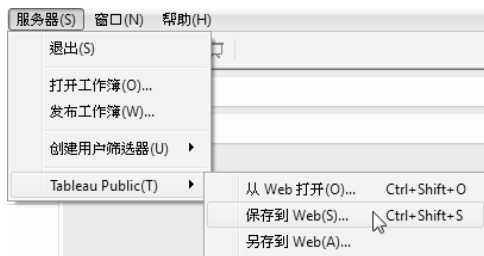 服务器(S) 窗口(N) 帮助(H)
退出(S)
打开工作簿(O)...
发布工作簿(W)...
创建用户筛选器(U)
Tableau Public(T)
从 Web 打开(O)... Ctrl+Shift+O
保存到 Web(S)... Ctrl+Shift+S
另存到 Web(A)...